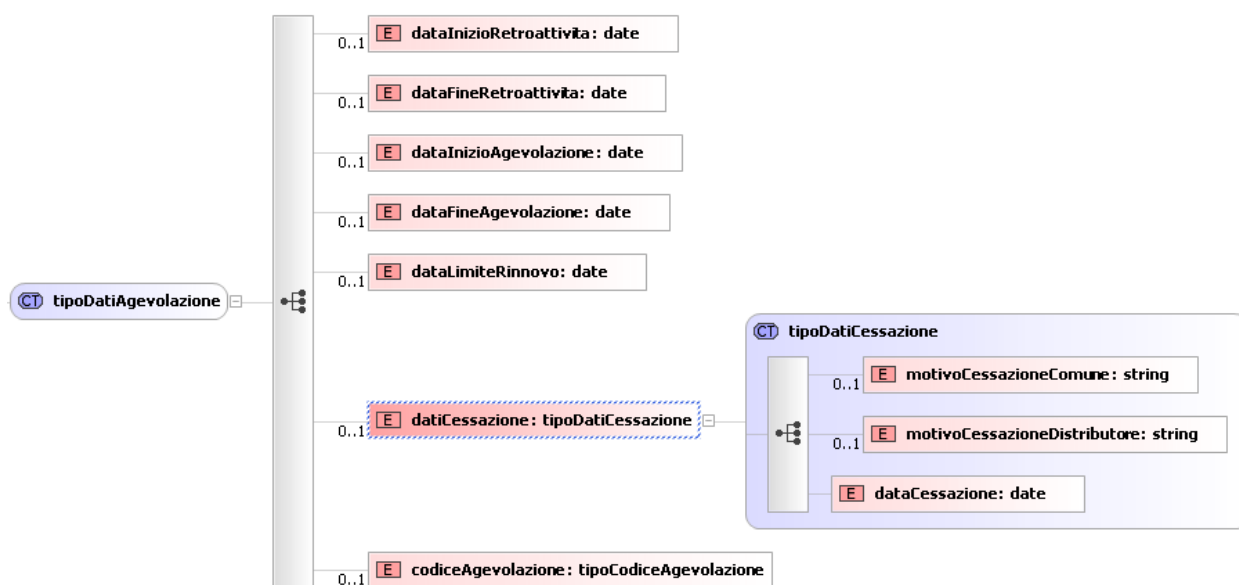 E dataInizioRetroattivita: date
0..1
E dataFineRetroattivita: date
0..1
E dataInizioAgevolazione: date
0..1
E dataFineAgevolazione: date
0..1
E dataLimiteRinnovo: date
0..1
CT tipoDatiAgevolazione
CT tipoDatiCessazione
E motivoCessazioneComune: string
0..1
E datiCessazione: tipoDatiCessazione
0..1
E motivoCessazioneDistributore: string
0..1
E dataCessazione: date
E codiceAgevolazione: tipoCodiceAgevolazione
0..1